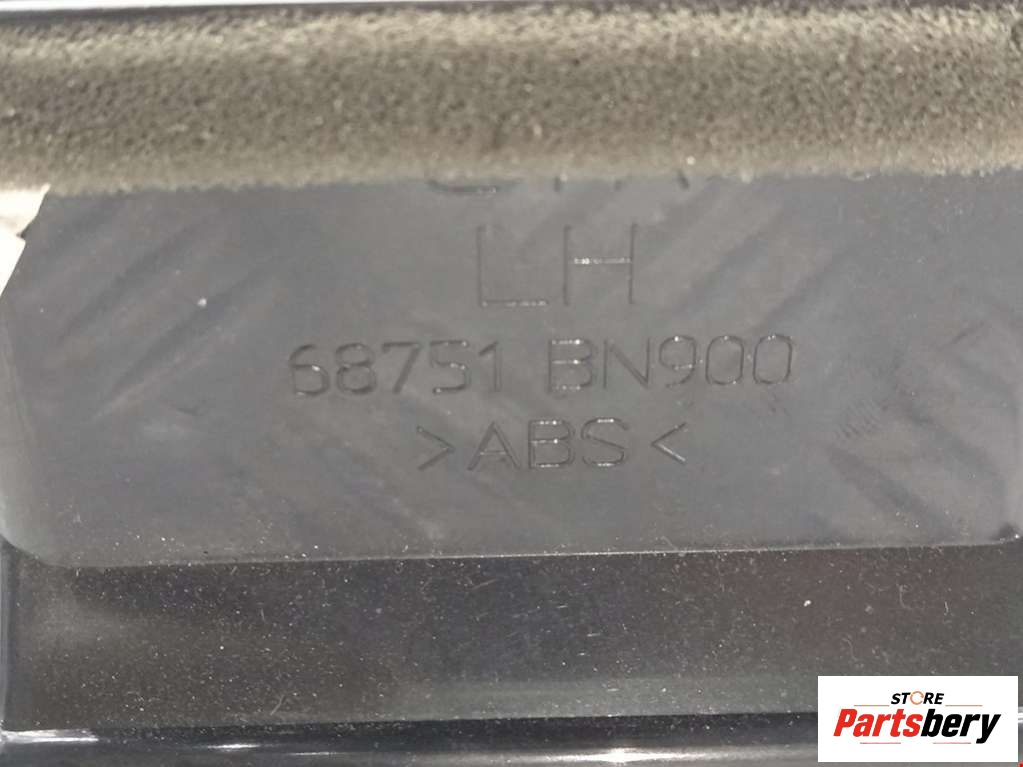 LH
68751 BN900
>ABS<
STORE
Partsbery